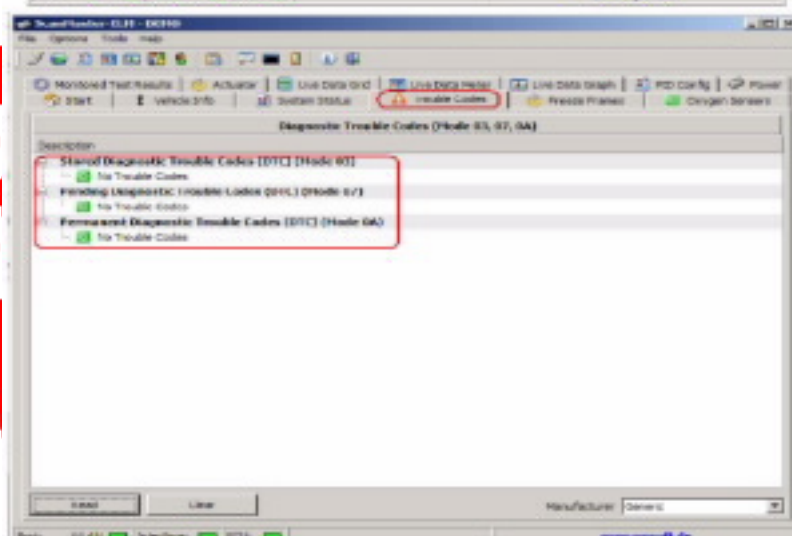 ScanMaster-ELM - DEMO
File Options Tools Help
Monitored Test Results Actuator Live Data Grid Live Data Meter Live Data Graph PID Config Power
Start Vehicle Info System Status Trouble Codes Freeze Frames Oxygen Sensors
Diagnostic Trouble Codes (Mode 03, 07, 0A)
Description
Stored Diagnostic Trouble Codes (DTC) (Mode 03)
No Trouble Codes
Pending Diagnostic Trouble Codes (DTC) (Mode 07)
No Trouble Codes
Permanent Diagnostic Trouble Codes (DTC) (Mode 0A)
No Trouble Codes
Read Clear Manufacturer Generic